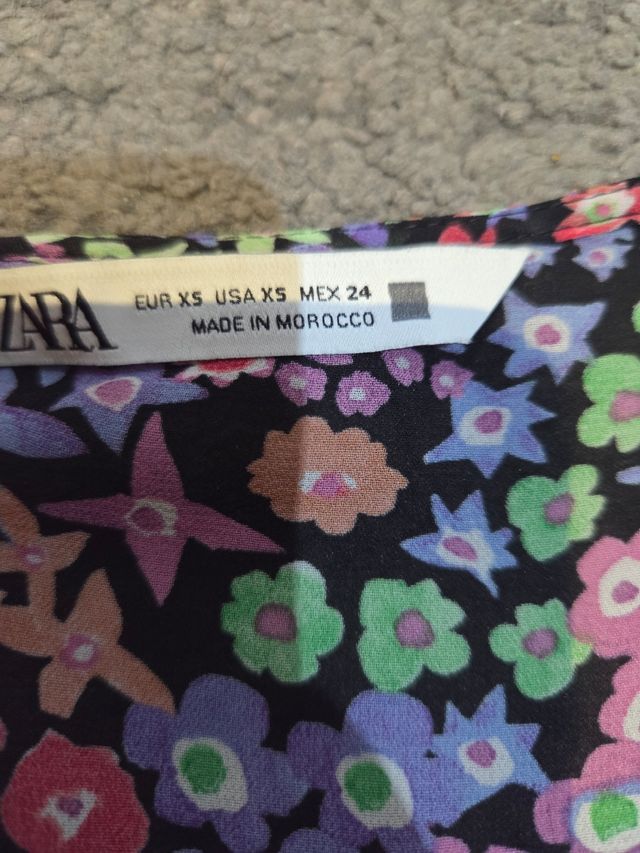 ZARA
EUR XS USA XS MEX 24
MADE IN MOROCCO